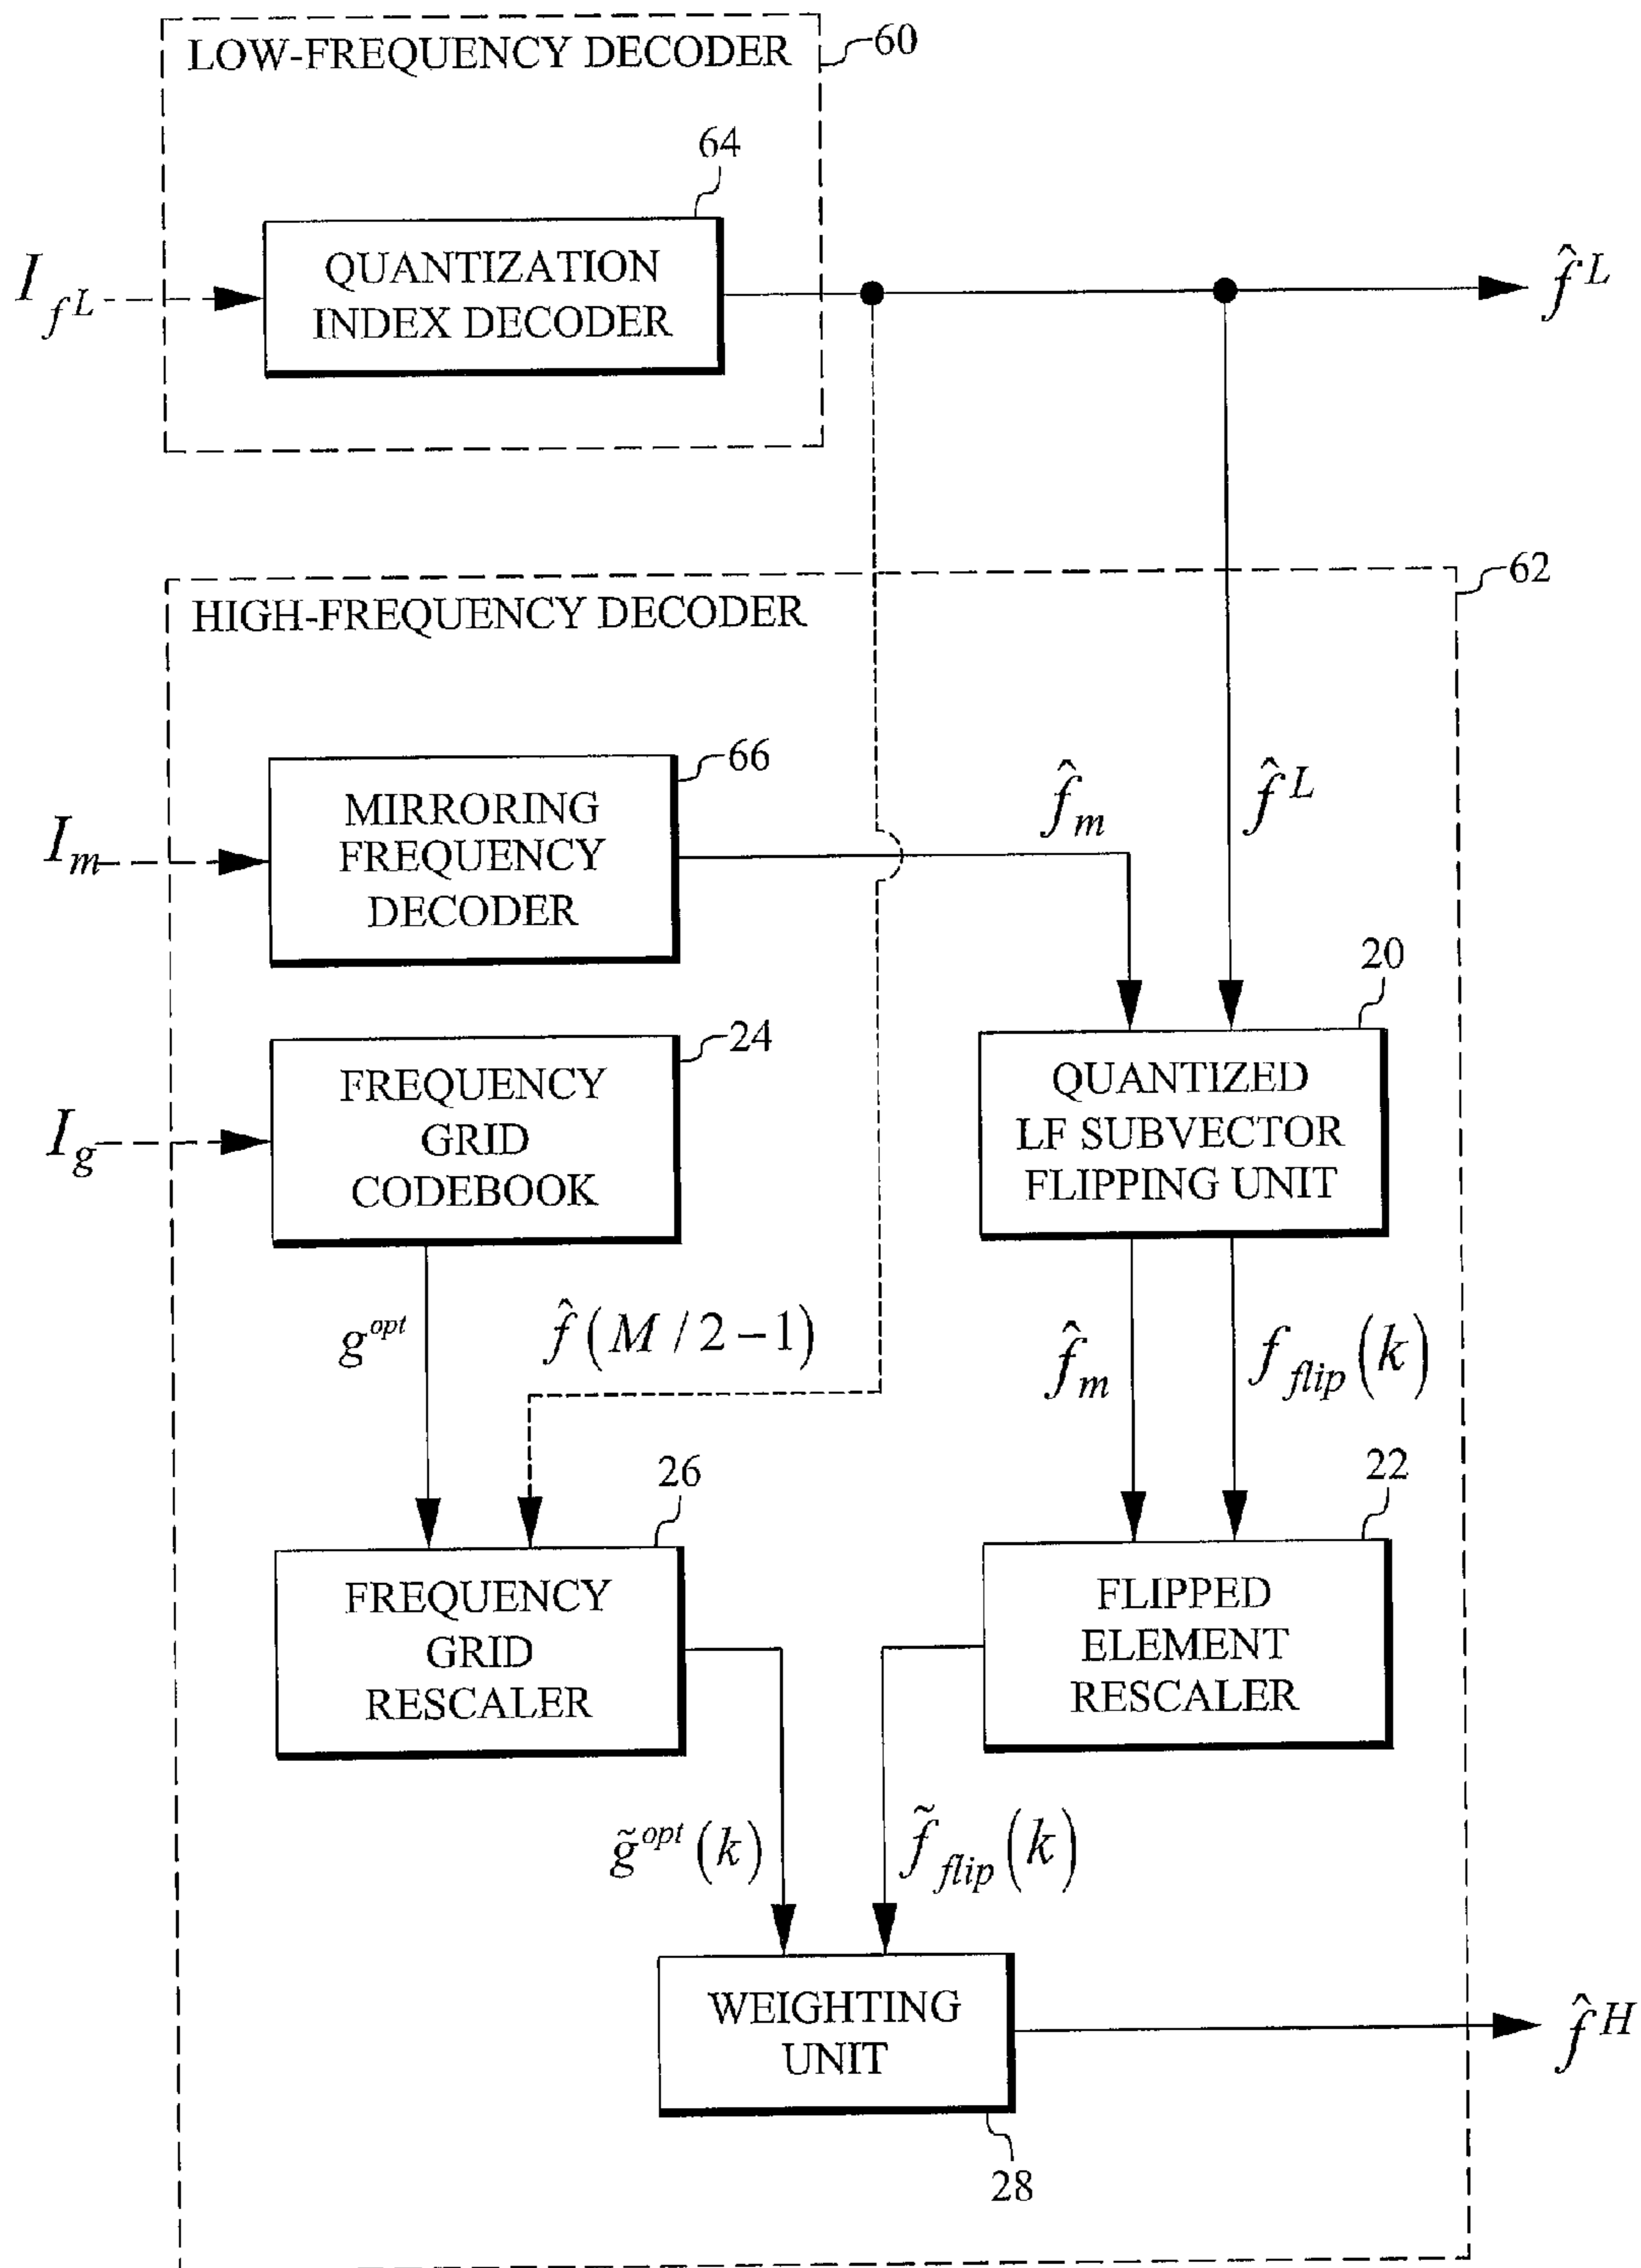 LOW-FREQUENCY DECODER
60
64
QUANTIZATION
INDEX DECODER
I_{f^L}
f̂^L
62
HIGH-FREQUENCY DECODER
66
MIRRORING
FREQUENCY
DECODER
I_m
f̂_m
f̂^L
20
24
FREQUENCY
GRID
CODEBOOK
I_g
QUANTIZED
LF SUBVECTOR
FLIPPING UNIT
g^{opt}
f̂(M/2−1)
f̂_m
f_{flip}(k)
26
22
FREQUENCY
GRID
RESCALER
FLIPPED
ELEMENT
RESCALER
g̃^{opt}(k)
f̃_{flip}(k)
WEIGHTING
UNIT
f̂^H
28